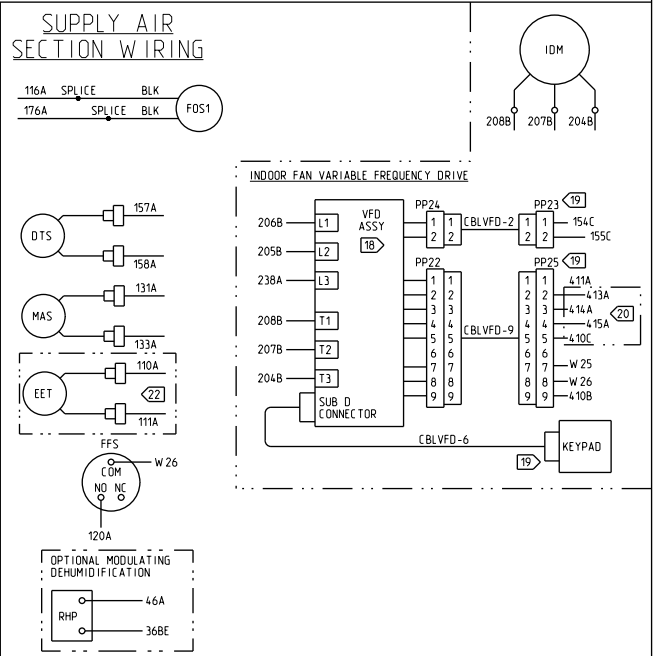 SUPPLY AIR
SECTION WIRING
116A SPLICE BLK
176A SPLICE BLK
FOS1
IDM
208B 207B 204B
INDOOR FAN VARIABLE FREQUENCY DRIVE
206B L1
205B L2
238A L3
208B T1
207B T2
204B T3
VFD
ASSY
18
SUB D
CONNECTOR
PP24
1 1
2 2
CBLVFD-2
PP23 19
1 1 154C
2 2 155C
PP22
1 1
2 2
3 3
4 4
5 5
6 6
7 7
8 8
9 9
CBLVFD-9
PP25 19
1 1 411A
2 2 413A
3 3 414A
4 4 415A
5 5 410C
6 6
7 7 W25
8 8 W26
9 9 410B
20
CBLVFD-6
KEYPAD
19
DTS
157A
158A
MAS
131A
133A
EET
110A
22
111A
FFS
COM W26
NO NC
120A
OPTIONAL MODULATING
DEHUMIDIFICATION
RHP
46A
36BE